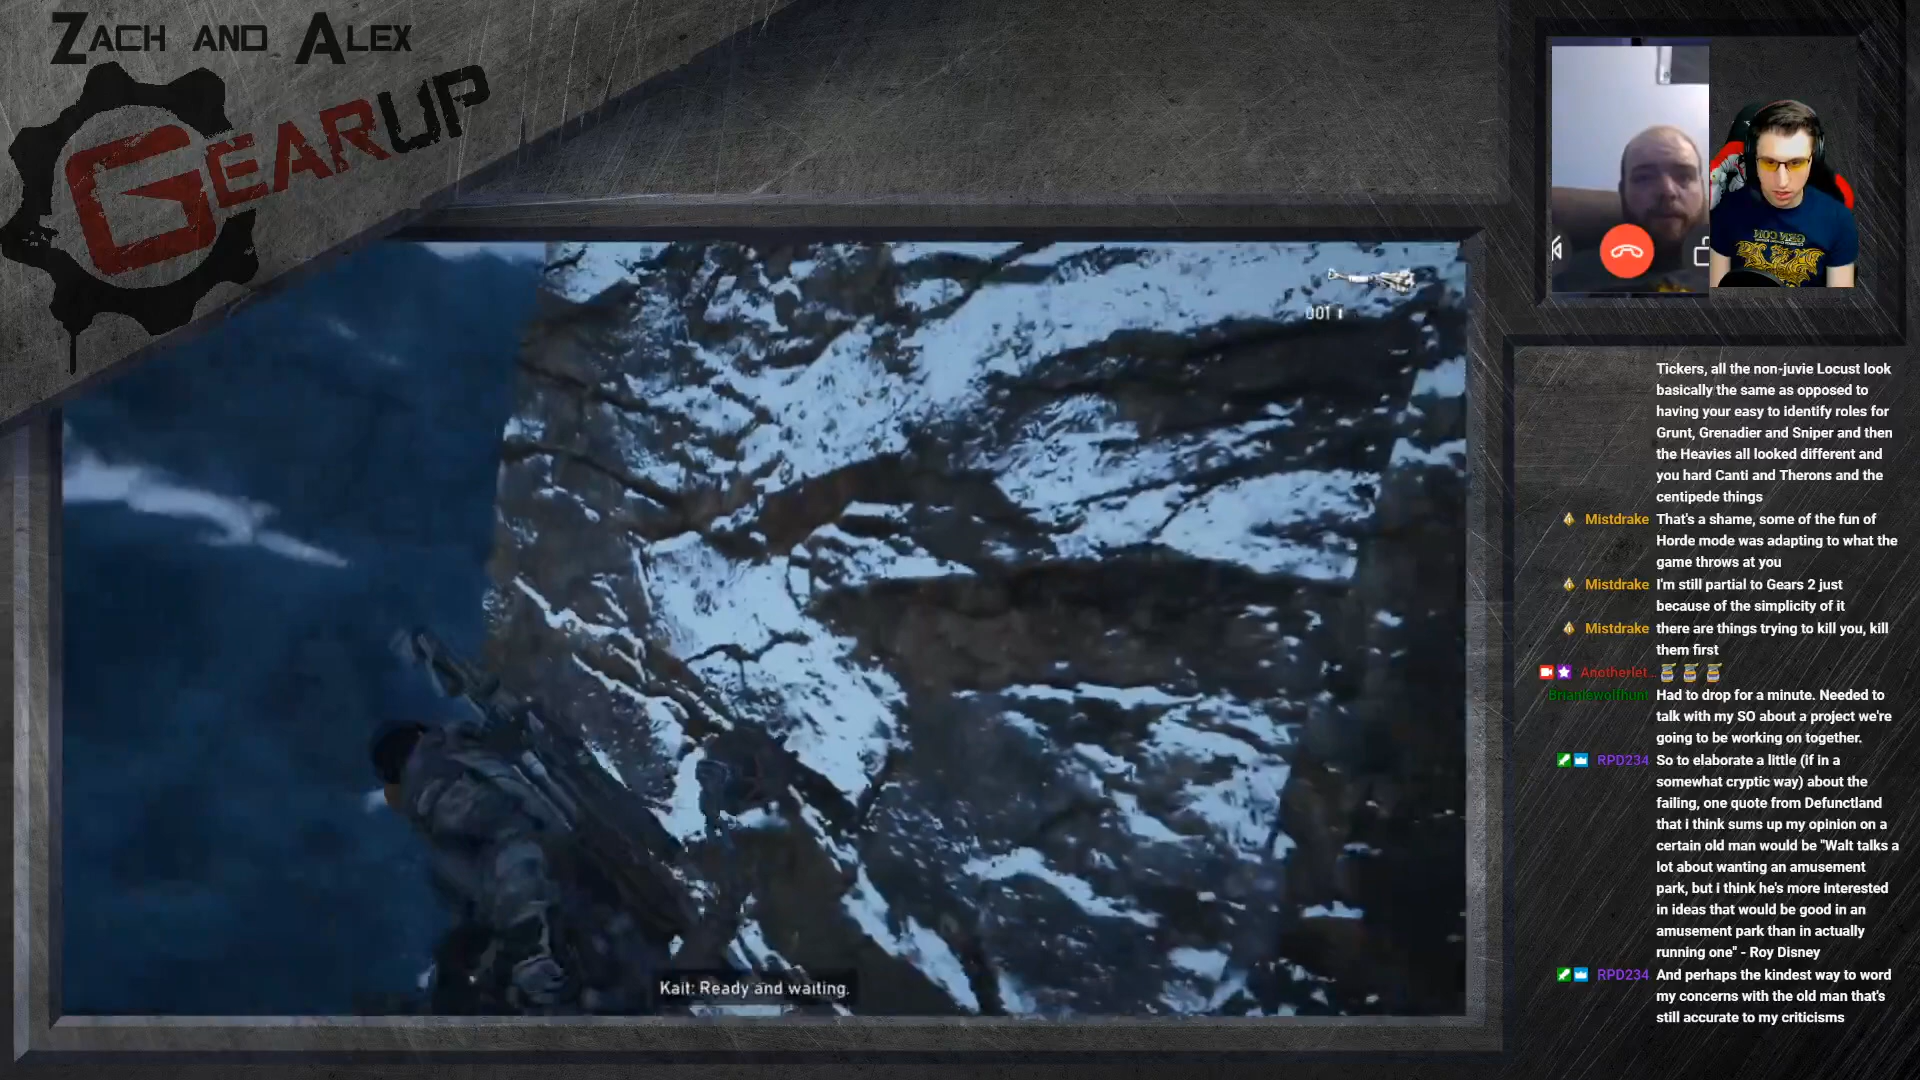 ZACH AND ALEX
GEARUP
001
Kait: Ready and waiting.
GEN CON
Tickers, all the non-juvie Locust look
basically the same as opposed to
having your easy to identify roles for
Grunt, Grenadier and Sniper and then
the Heavies all looked different and
you hard Canti and Therons and the
centipede things
Mistdrake That's a shame, some of the fun of
Horde mode was adapting to what the
game throws at you
Mistdrake I'm still partial to Gears 2 just
because of the simplicity of it
Mistdrake there are things trying to kill you, kill
them first
Anotherlet...
Brianiewolfhunt Had to drop for a minute. Needed to
talk with my SO about a project we're
going to be working on together.
RPD234 So to elaborate a little (if in a
somewhat cryptic way) about the
failing, one quote from Defunctland
that i think sums up my opinion on a
certain old man would be "Walt talks a
lot about wanting an amusement
park, but i think he's more interested
in ideas that would be good in an
amusement park than in actually
running one" - Roy Disney
RPD234 And perhaps the kindest way to word
my concerns with the old man that's
still accurate to my criticisms